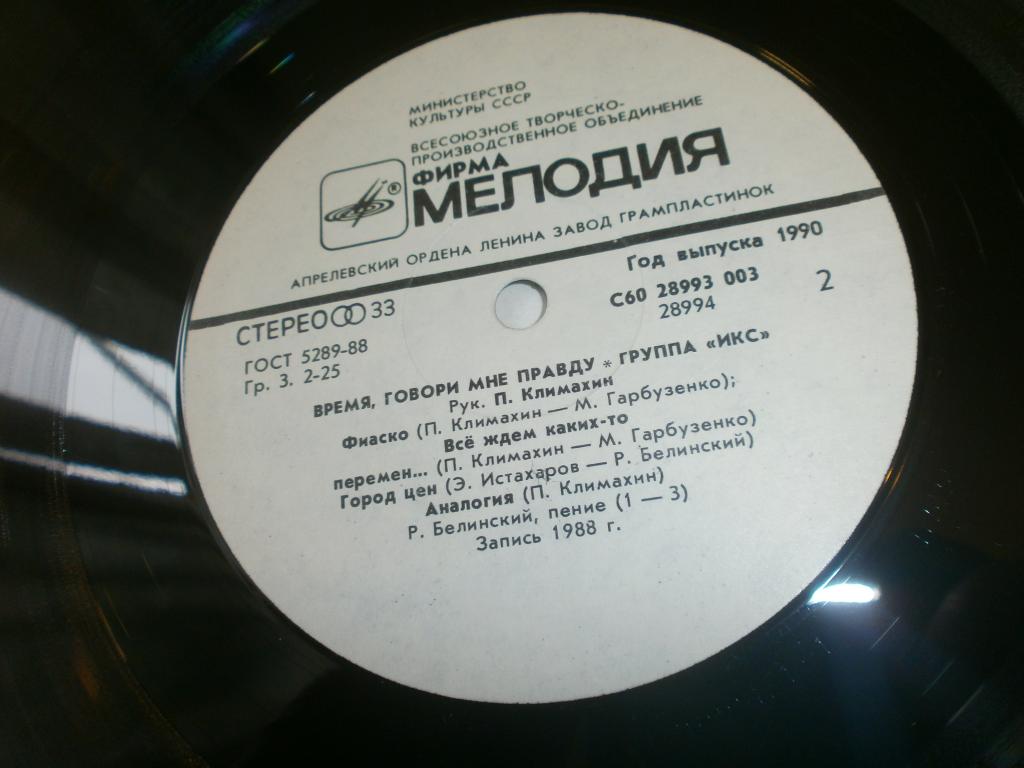 МИНИСТЕРСТВО
КУЛЬТУРЫ СССР
ВСЕСОЮЗНОЕ ТВОРЧЕСКО-
ПРОИЗВОДСТВЕННОЕ ОБЪЕДИНЕНИЕ
ФИРМА
®
МЕЛОДИЯ
АПРЕЛЕВСКИЙ ОРДЕНА ЛЕНИНА ЗАВОД ГРАМПЛАСТИНОК
СТЕРЕО 33
ГОСТ 5289-88
Гр. 3. 2-25
Год выпуска 1990
С60 28993 003
28994
2
ВРЕМЯ, ГОВОРИ МНЕ ПРАВДУ * ГРУППА «ИКС»
Рук. П. Климахин
Фиаско (П. Климахин — М. Гарбузенко);
Всё ждем каких-то
перемен... (П. Климахин — М. Гарбузенко)
Город цен (Э. Истахаров — Р. Белинский)
Аналогия (П. Климахин)
Р. Белинский, пение (1 — 3)
Запись 1988 г.